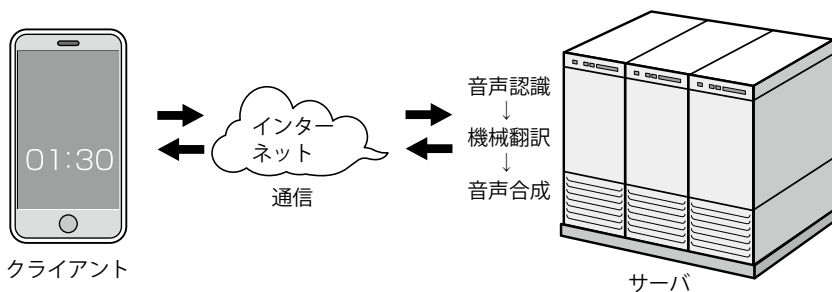 01:30
クライアント
インター
ネット
通信
音声認識
↓
機械翻訳
↓
音声合成
サーバ